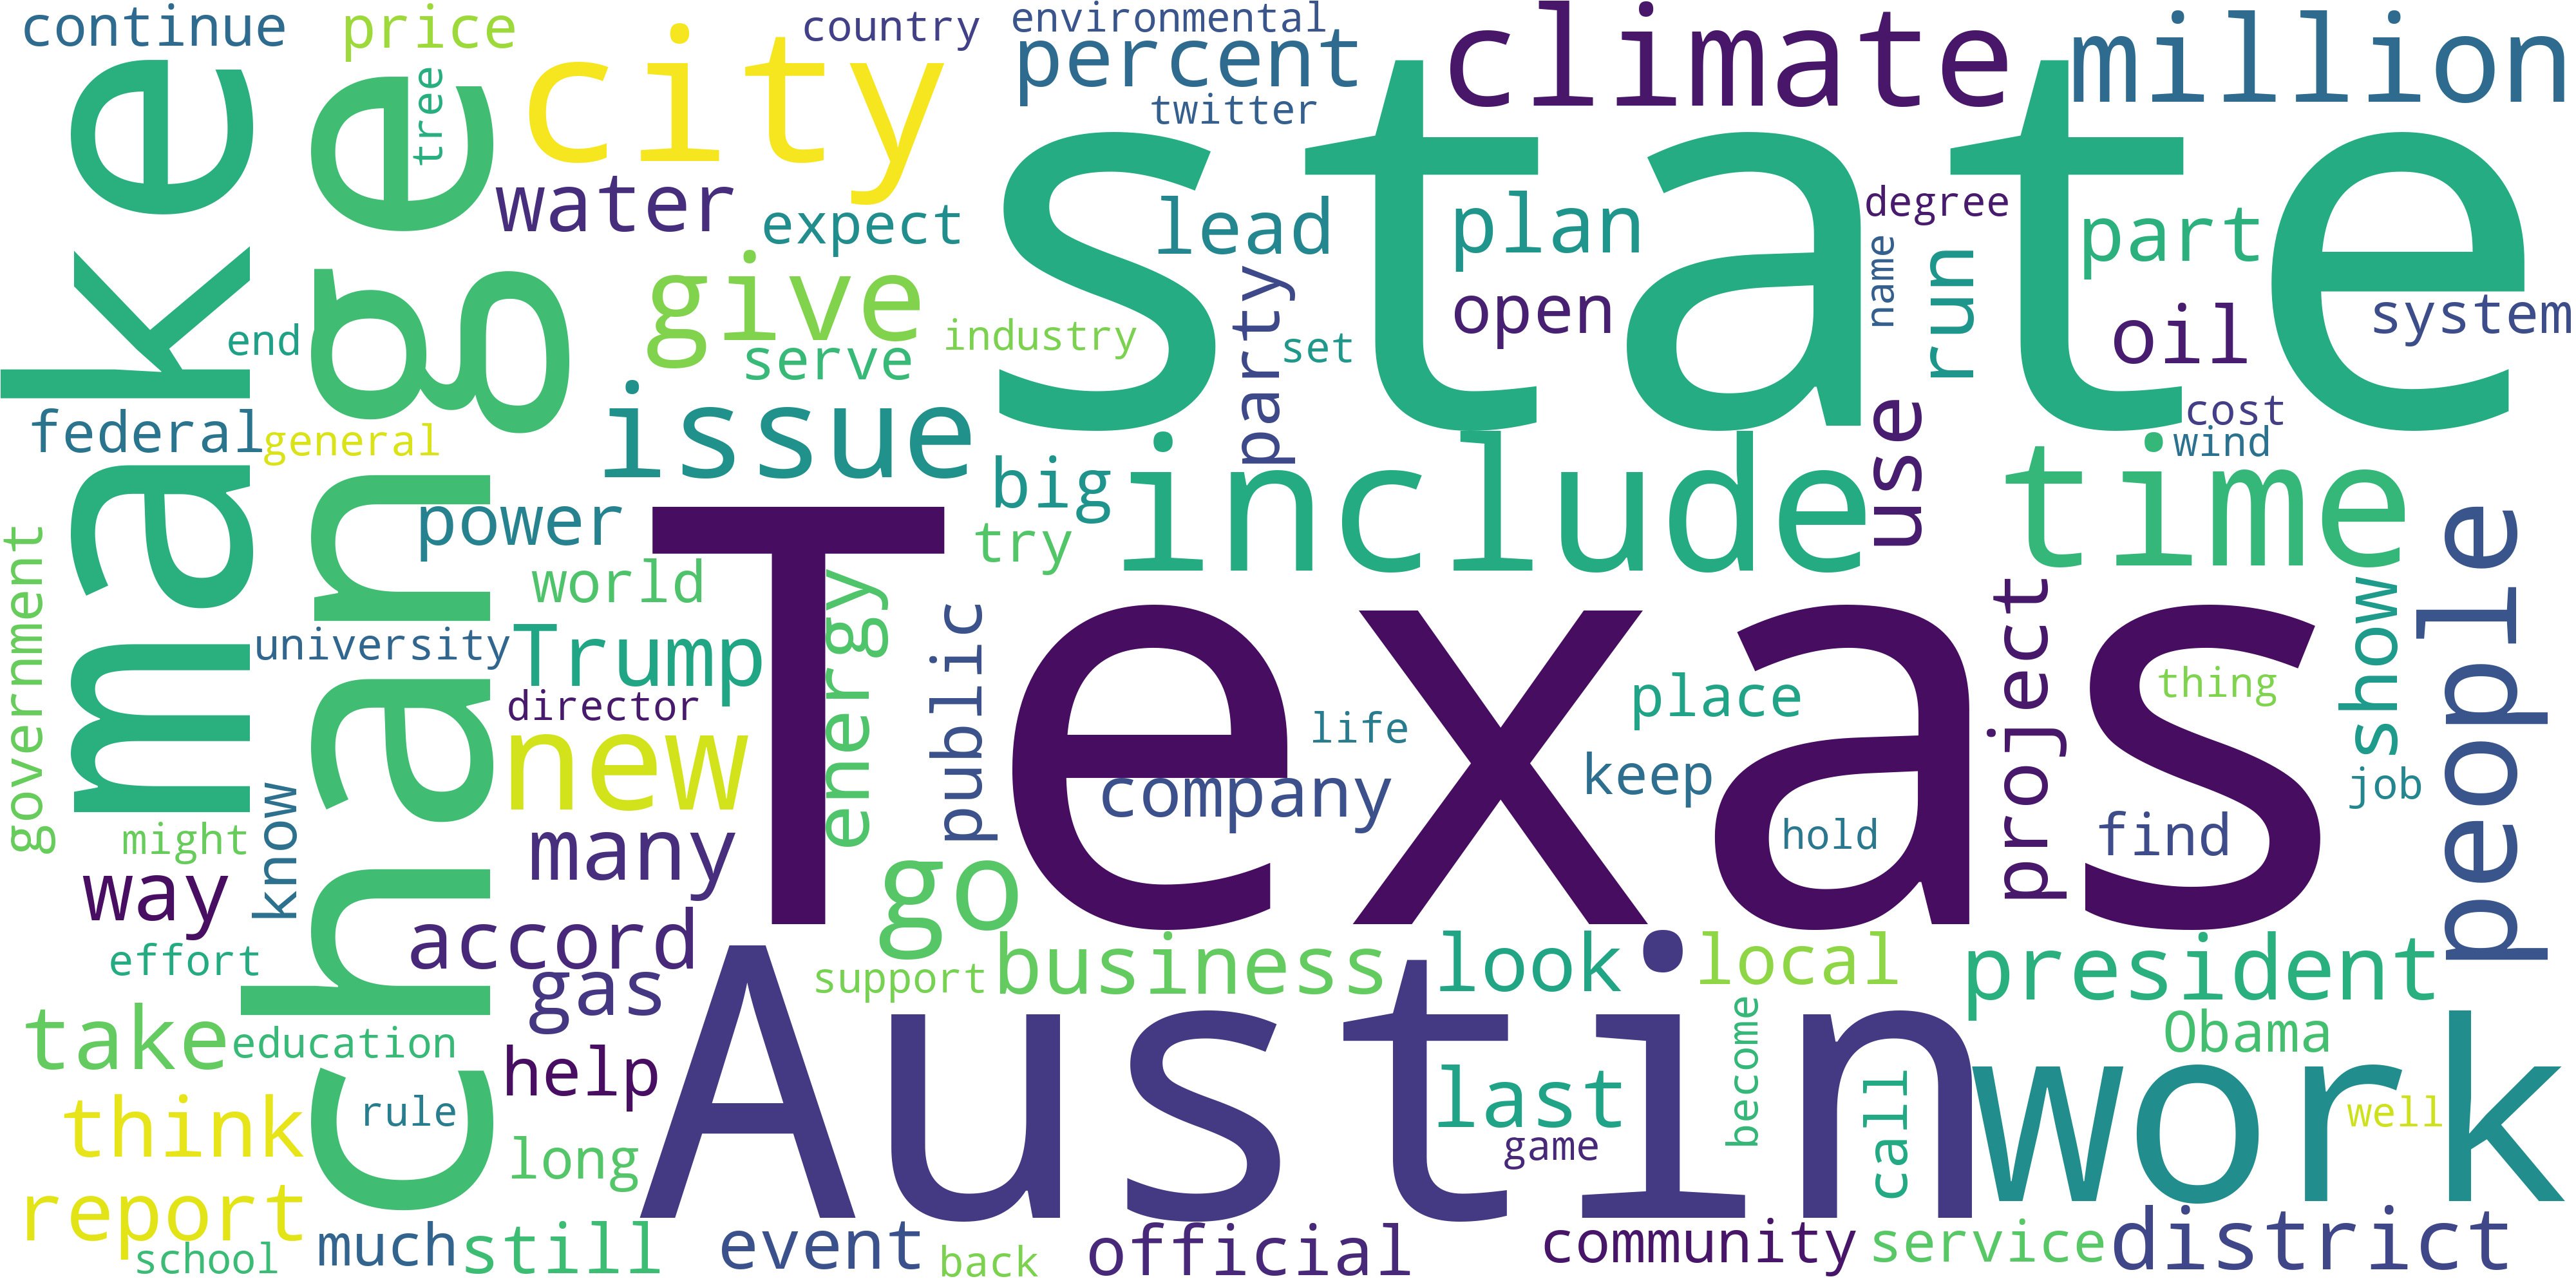 continue
price
tree
city
country
environmental
percent
twitter
climate
million
make
change
state
water
expect
lead
plan
degree
part
give
serve
industry
party
set
open
name
run
oil
system
end
federal
general
issue
big
include
use
time
cost
wind
power
try
Texas
people
government
world
energy
public
project
show
university
Trump
director
new
life
place
thing
company
keep
job
might
know
many
hold
find
way
accord
go
gas
support
business
look
local
president
effort
take
education
help
Austin
last
become
call
Obama
work
think
rule
long
game
well
report
school
much
still
event
back
official
community
service
district